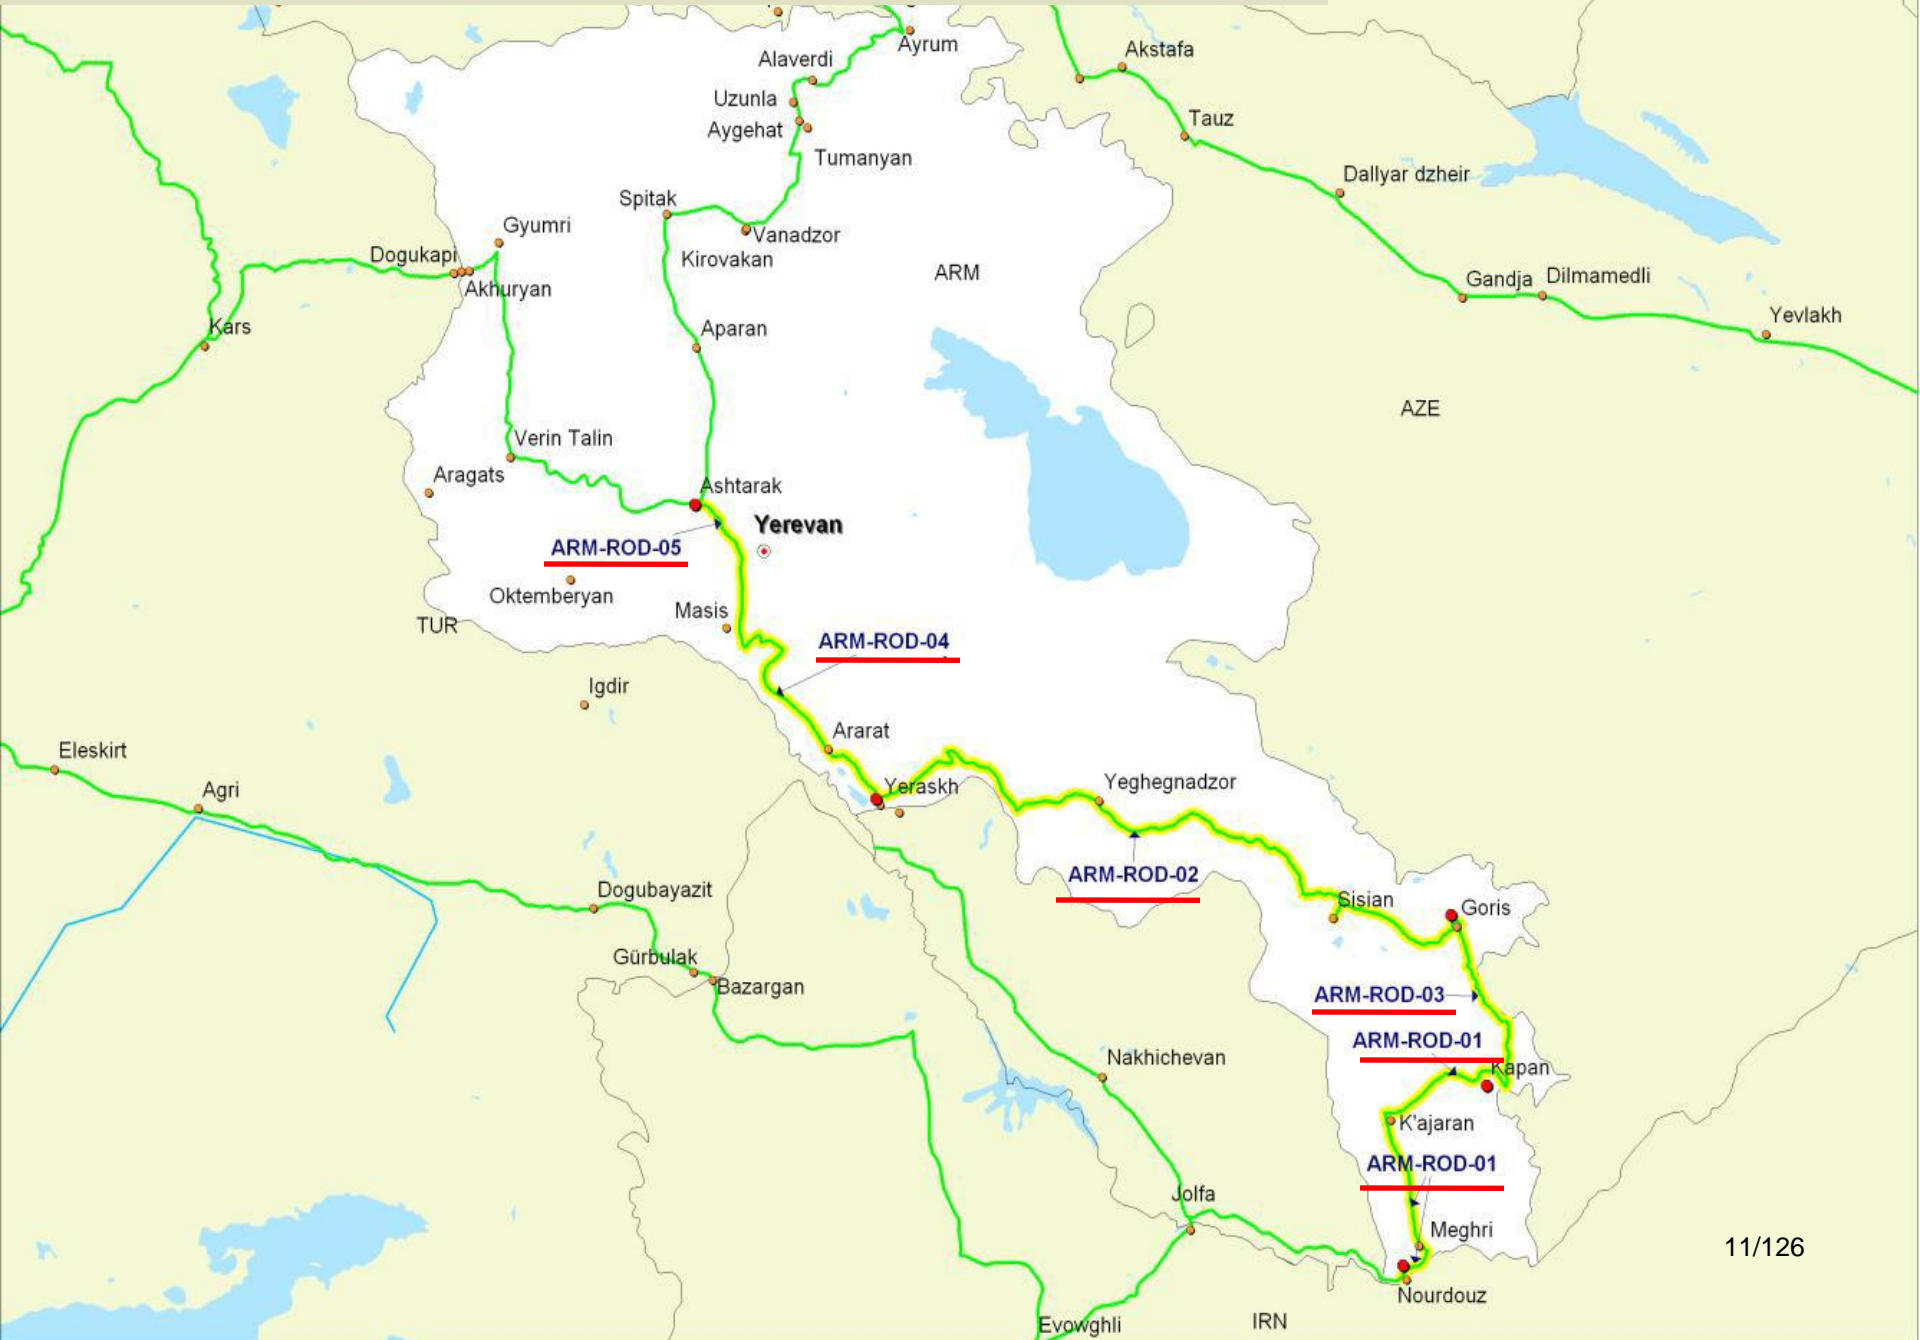 Ayrum
Alaverdi
Akstafa
Uzunla
Tauz
Aygehat
Tumanyan
Dallyar dzheir
Spitak
Gyumri
Vanadzor
Dogukapi
Kirovakan
ARM
Gandja
Dilmamedli
Akhuryan
Yevlakh
Kars
Aparan
AZE
Verin Talin
Aragats
Ashtarak
Yerevan
ARM-ROD-05
Oktemberyan
Masis
TUR
ARM-ROD-04
Igdir
Ararat
Eleskirt
Yeghegnadzor
Agri
Yeraskh
ARM-ROD-02
Dogubayazit
Sisian
Goris
Gürbulak
Bazargan
ARM-ROD-03
ARM-ROD-01
Nakhichevan
Kapan
K'ajaran
ARM-ROD-01
Jolfa
Meghri
11/126
Nourdouz
IRN
Evowghli